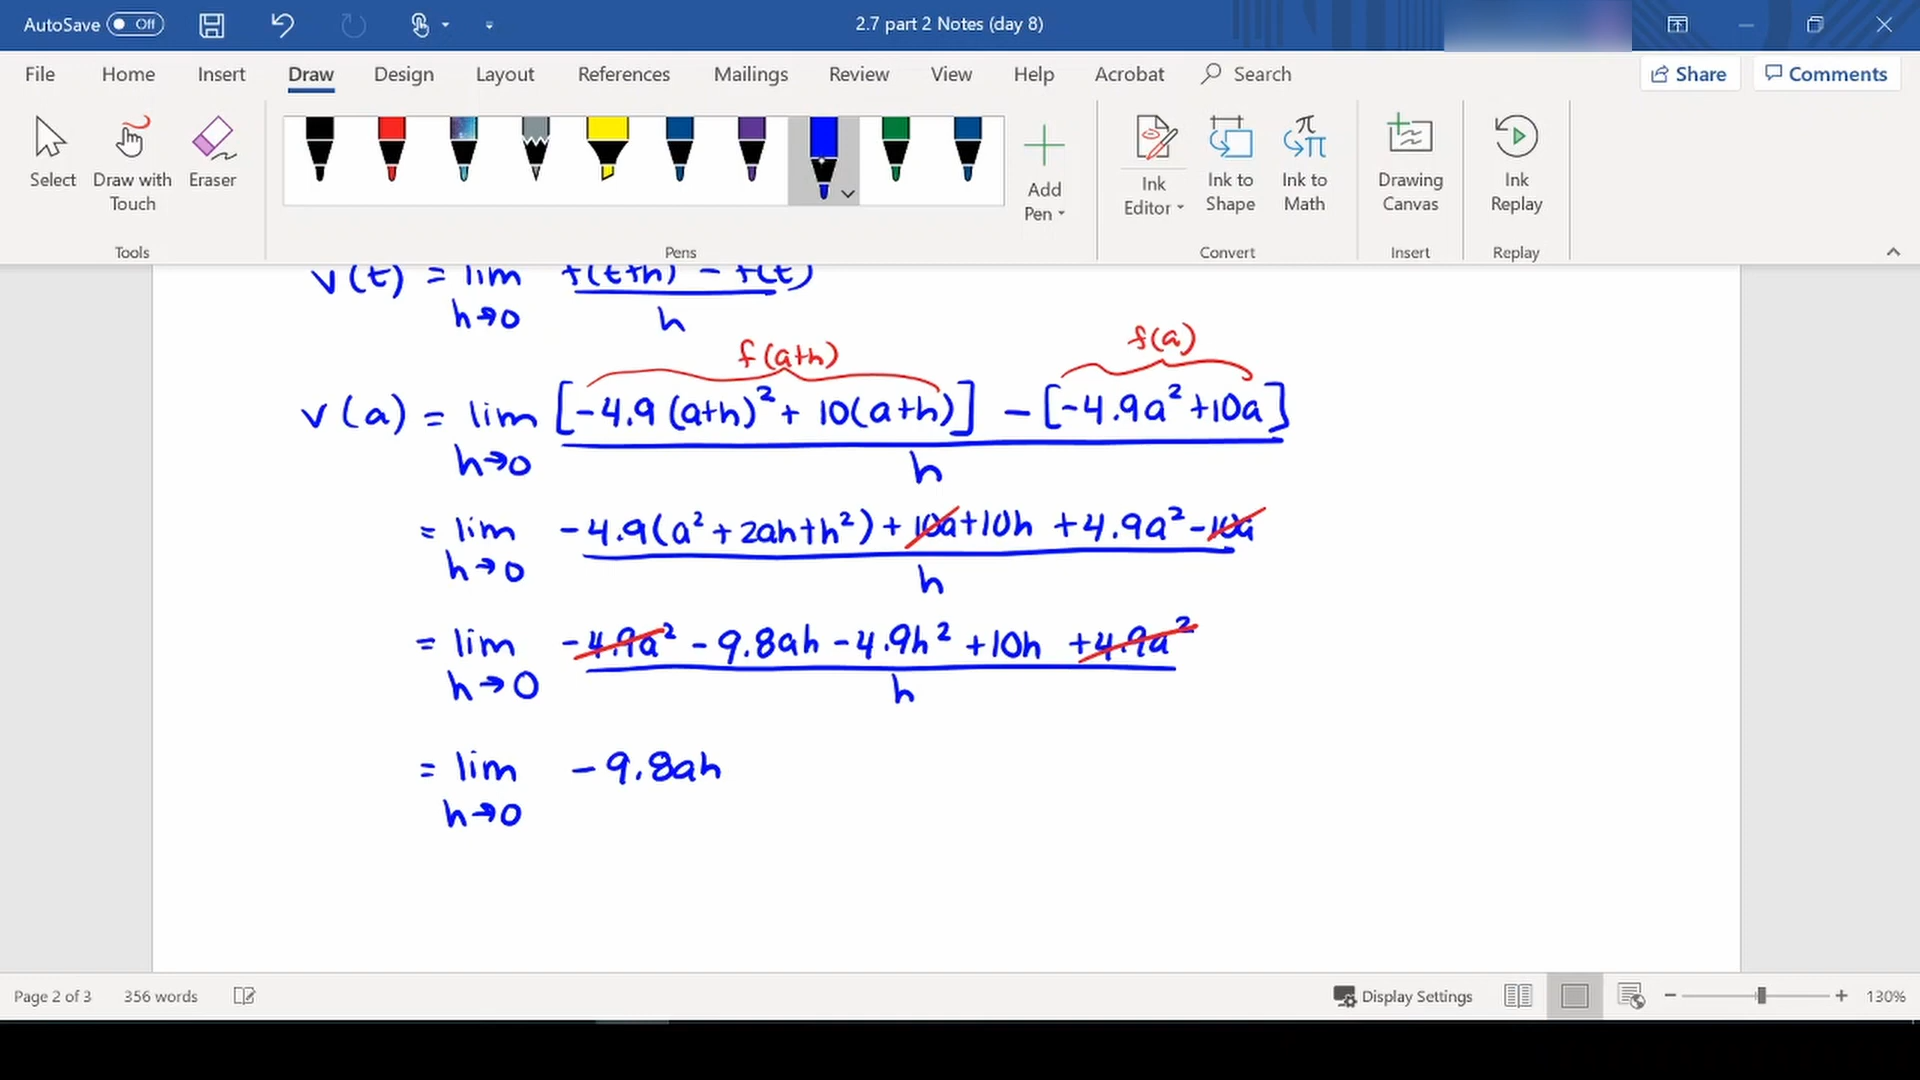 AutoSave Off 2.7 part 2 Notes (day 8)
File Home Insert Draw Design Layout References Mailings Review View Help Acrobat Search Share Comments
Select Draw with Touch Eraser Add Pen Ink Editor Ink to Shape Ink to Math Drawing Canvas Ink Replay
Tools Pens Convert Insert Replay
v(t) = lim f(t+h) - f(t)
h→0 h
f(a+h) f(a)
v(a) = lim [-4.9(a+h)² + 10(a+h)] - [-4.9a²+10a]
h→0 h
= lim -4.9(a²+2ah+h²)+10a+10h +4.9a²-10a
h→0 h
= lim -4.9a² -9.8ah -4.9h² +10h +4.9a²
h→0 h
= lim -9.8ah
h→0
Page 2 of 3 356 words Display Settings 130%